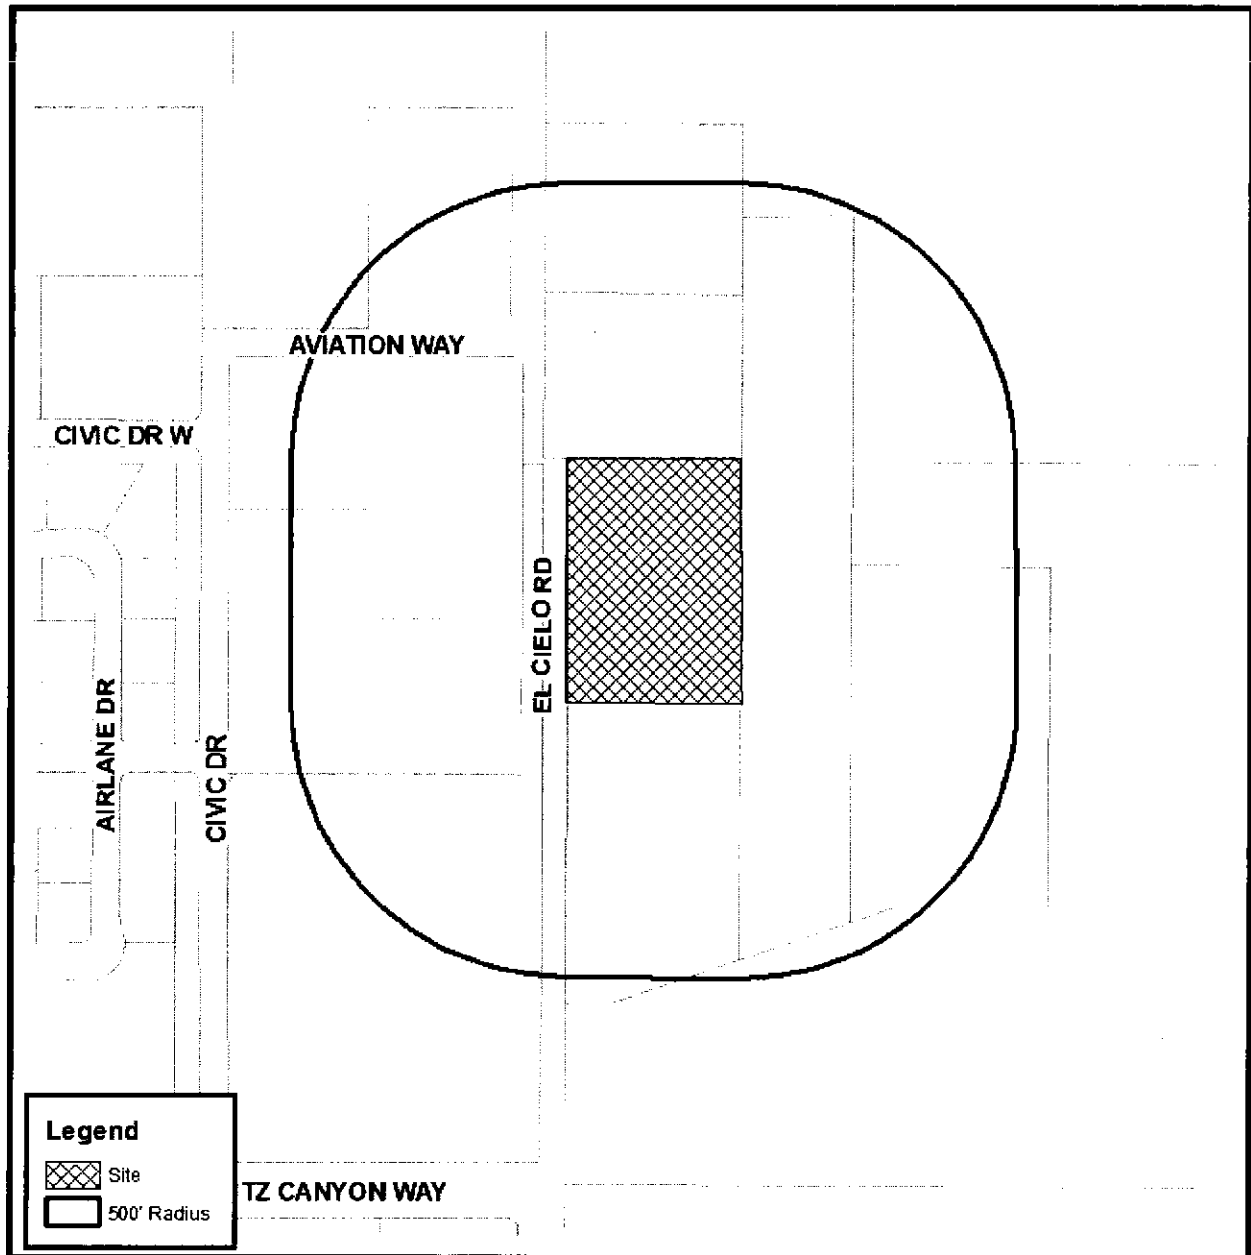 AVIATION WAY
CIVIC DR W
EL CIELO RD
AIRLANE DR
CIVIC DR
Legend
Site
500' Radius
TZ CANYON WAY